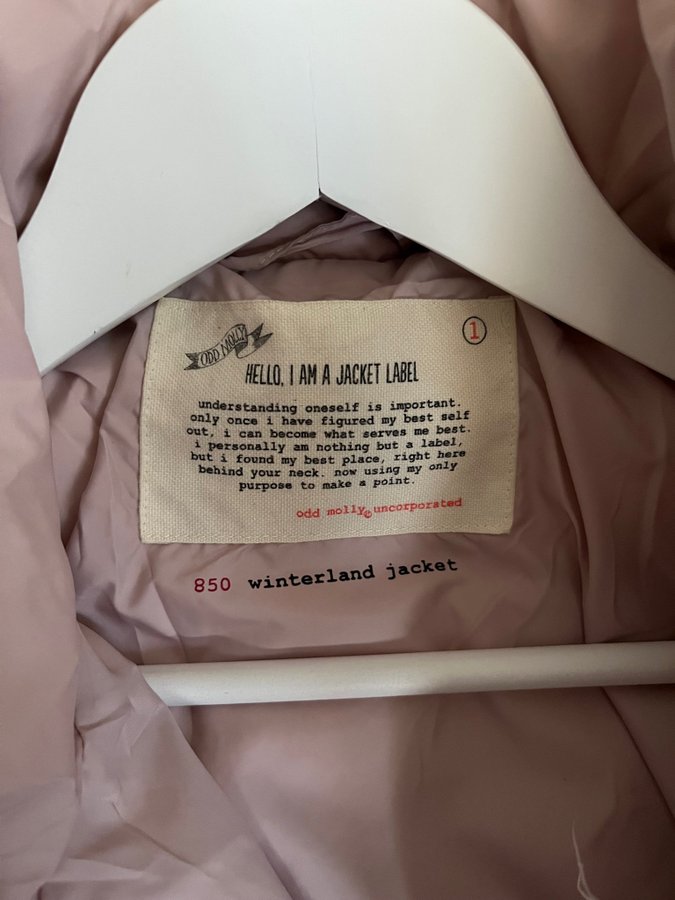 ODD MOLLY
1
HELLO, I AM A JACKET LABEL
understanding oneself is important.
only once i have figured my best self
out, i can become what serves me best.
i personally am nothing but a label,
but i found my best place, right here
behind your neck. now using my only
purpose to make a point.
odd molly© uncorporated
850 winterland jacket